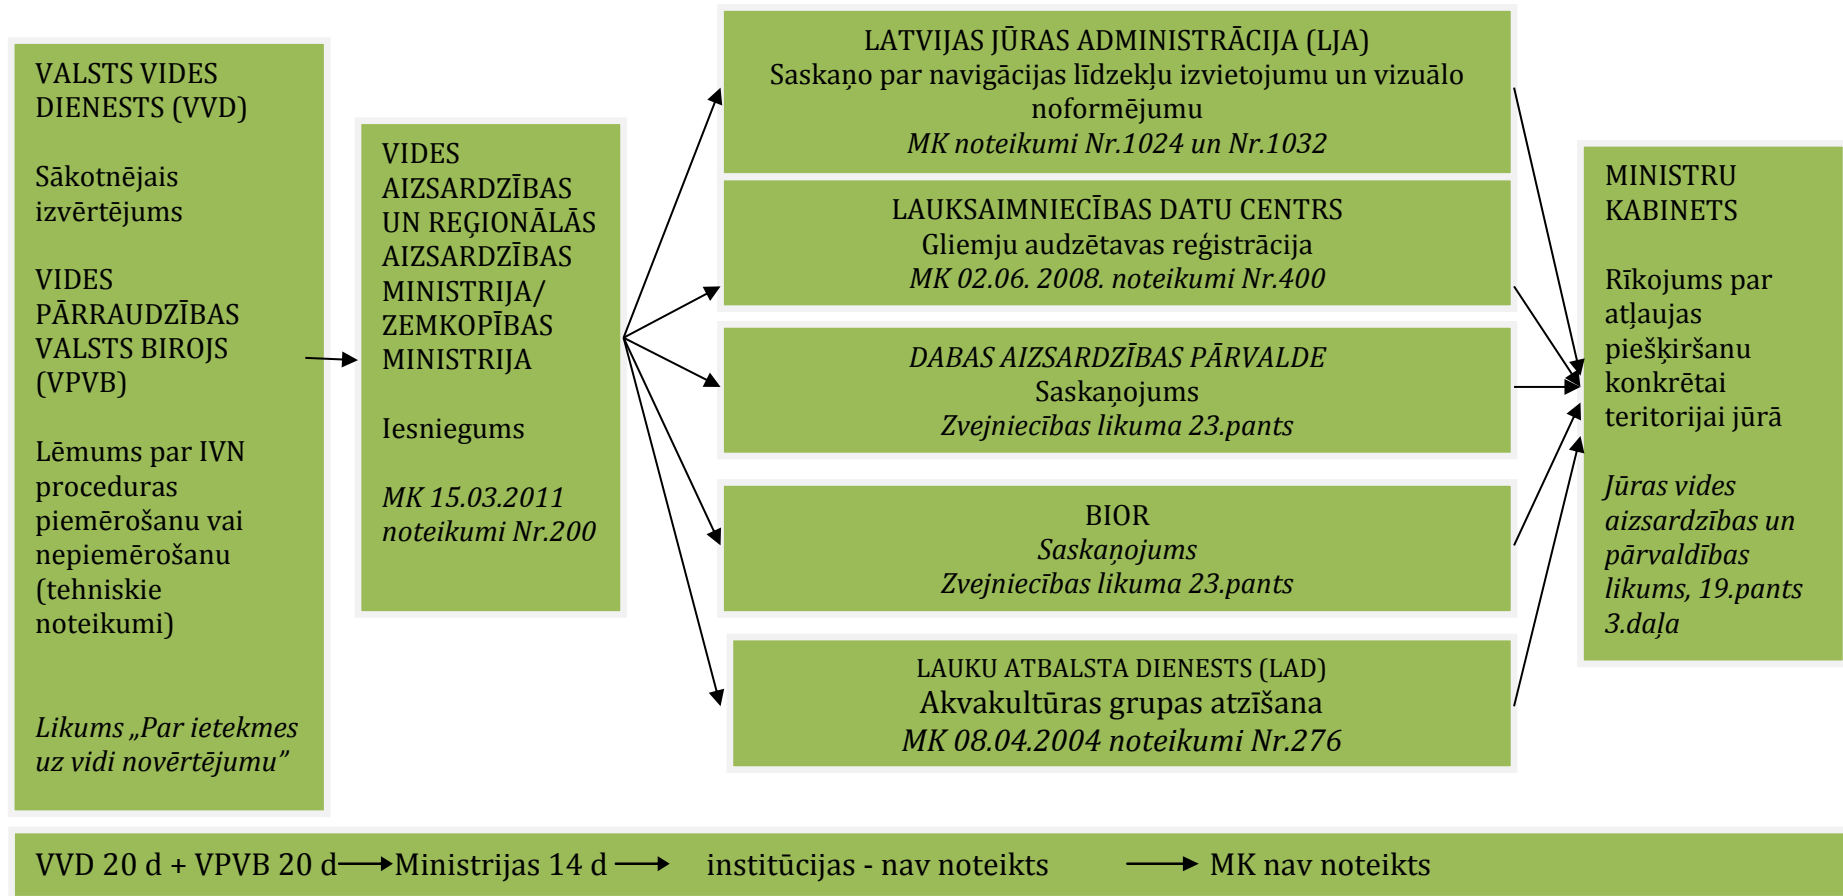 VALSTS VIDES
DIENESTS (VVD)
Sākotnējais
izvērtējums
VIDES
PĀRRAUDZĪBAS
VALSTS BIROJS
(VPVB)
Lēmums par IVN
proceduras
piemērošanu vai
nepiemērošanu
(tehniskie
noteikumi)
Likums „Par ietekmes
uz vidi novērtējumu”
VIDES
AIZSARDZĪBAS
UN REĢIONĀLĀS
AIZSARDZĪBAS
MINISTRIJA/
ZEMKOPĪBAS
MINISTRIJA
Iesniegums
MK 15.03.2011
noteikumi Nr.200
LATVIJAS JŪRAS ADMINISTRĀCIJA (LJA)
Saskaņo par navigācijas līdzekļu izvietojumu un vizuālo
noformējumu
MK noteikumi Nr.1024 un Nr.1032
LAUKSAIMNIECĪBAS DATU CENTRS
Gliemju audzētavas reģistrācija
MK 02.06. 2008. noteikumi Nr.400
DABAS AIZSARDZĪBAS PĀRVALDE
Saskaņojums
Zvejniecības likuma 23.pants
BIOR
Saskaņojums
Zvejniecības likuma 23.pants
LAUKU ATBALSTA DIENESTS (LAD)
Akvakultūras grupas atzīšana
MK 08.04.2004 noteikumi Nr.276
MINISTRU
KABINETS
Rīkojums par
atļaujas
piešķiršanu
konkrētai
teritorijai jūrā
Jūras vides
aizsardzības un
pārvaldības
likums, 19.pants
3.daļa
VVD 20 d + VPVB 20 d → Ministrijas 14 d → institūcijas - nav noteikts → MK nav noteikts